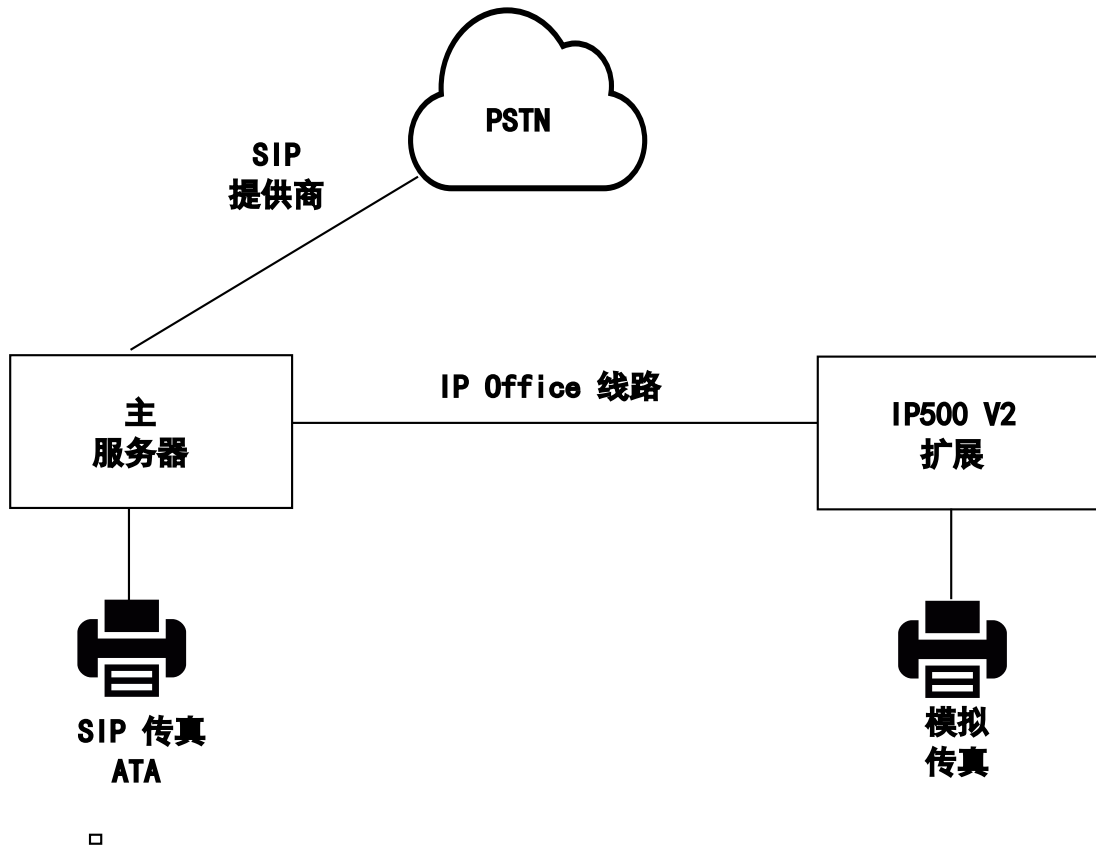 PSTN
SIP
提供商
IP Office 线路
主
服务器
IP500 V2
扩展
SIP 传真
ATA
模拟
传真